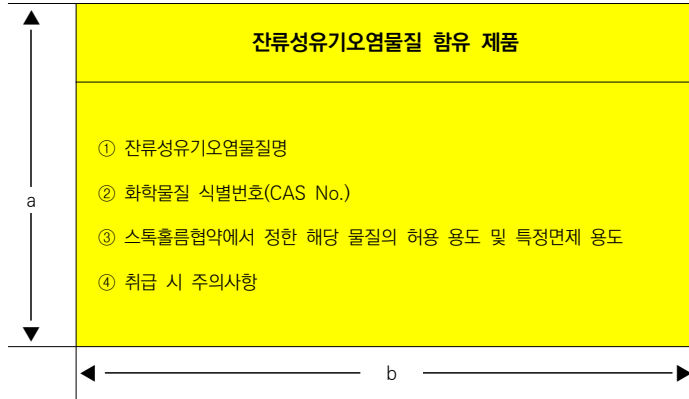 잔류성유기오염물질 함유 제품
① 잔류성유기오염물질명
② 화학물질 식별번호(CAS No.)
a
③ 스톡홀름협약에서 정한 해당 물질의 허용 용도 및 특정면제 용도
④ 취급 시 주의사항
b